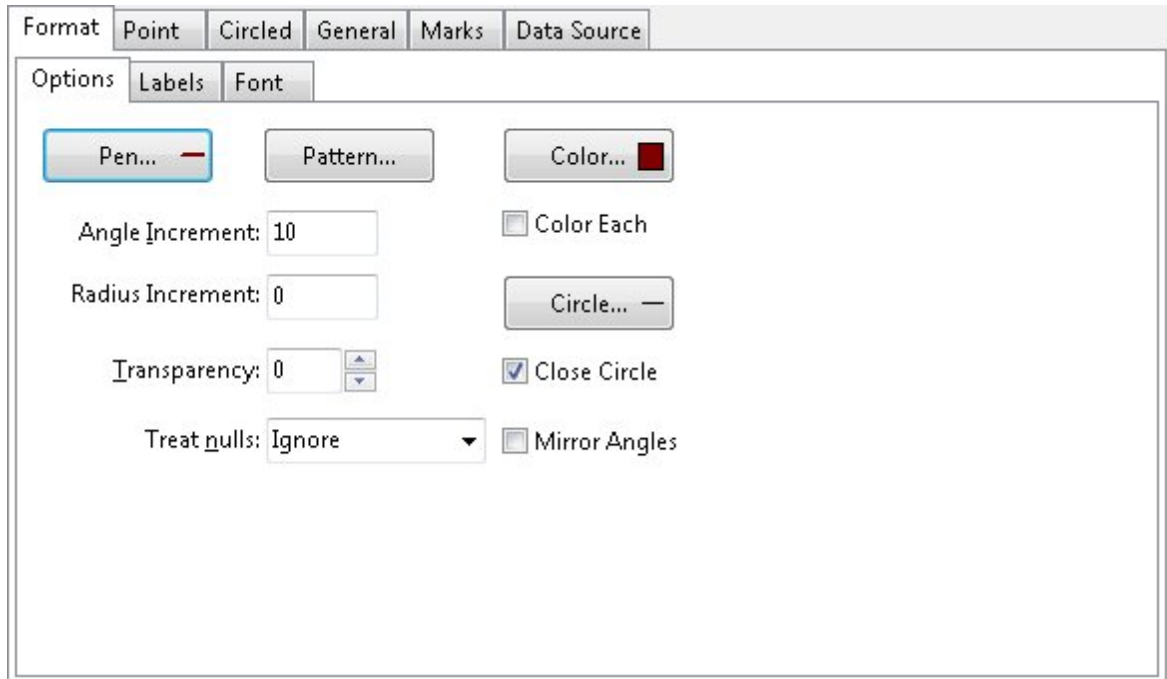 Format Point Circled General Marks Data Source
Options Labels Font
Pen... Pattern... Color...
Angle Increment: 10 Color Each
Radius Increment: 0 Circle...
Transparency: 0 Close Circle
Treat nulls: Ignore Mirror Angles